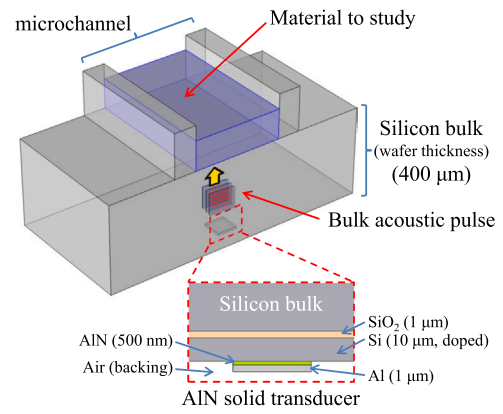 microchannel
Material to study
Silicon bulk
(wafer thickness)
(400 μm)
Bulk acoustic pulse
Silicon bulk
AlN (500 nm)
SiO₂ (1 μm)
Si (10 μm, doped)
Air (backing)
Al (1 μm)
AlN solid transducer